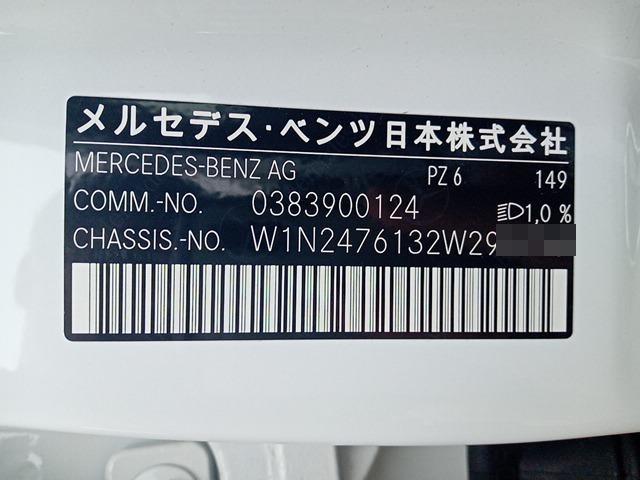 メルセデス・ベンツ日本株式会社
MERCEDES-BENZ AG PZ 6 149
COMM.-NO. 0383900124 1,0 %
CHASSIS.-NO. W1N2476132W29